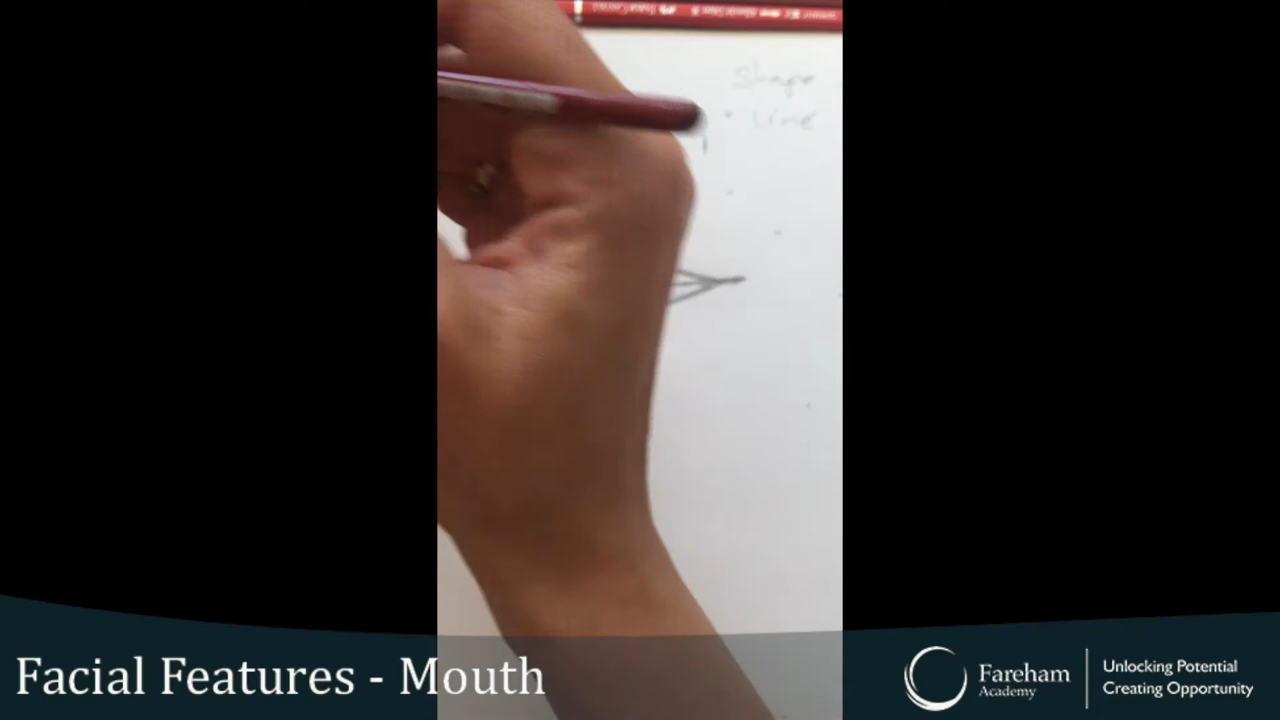 shape
• Line
Facial Features - Mouth
Fareham
Academy
Unlocking Potential
Creating Opportunity